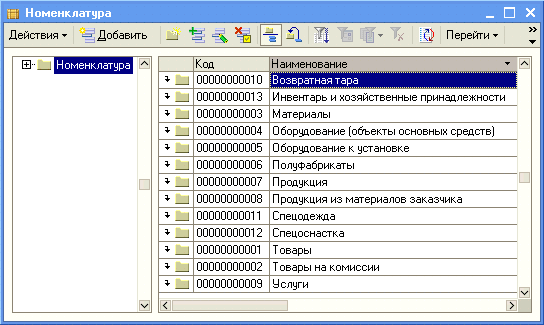 Номенклатура
Действия Добавить Перейти
Номенклатура
Код Наименование
00000000010 Возвратная тара
00000000013 Инвентарь и хозяйственные принадлежности
00000000003 Материалы
00000000004 Оборудование (объекты основных средств)
00000000005 Оборудование к установке
00000000006 Полуфабрикаты
00000000007 Продукция
00000000008 Продукция из материалов заказчика
00000000011 Спецодежда
00000000012 Спецоснастка
00000000001 Товары
00000000002 Товары на комиссии
00000000009 Услуги